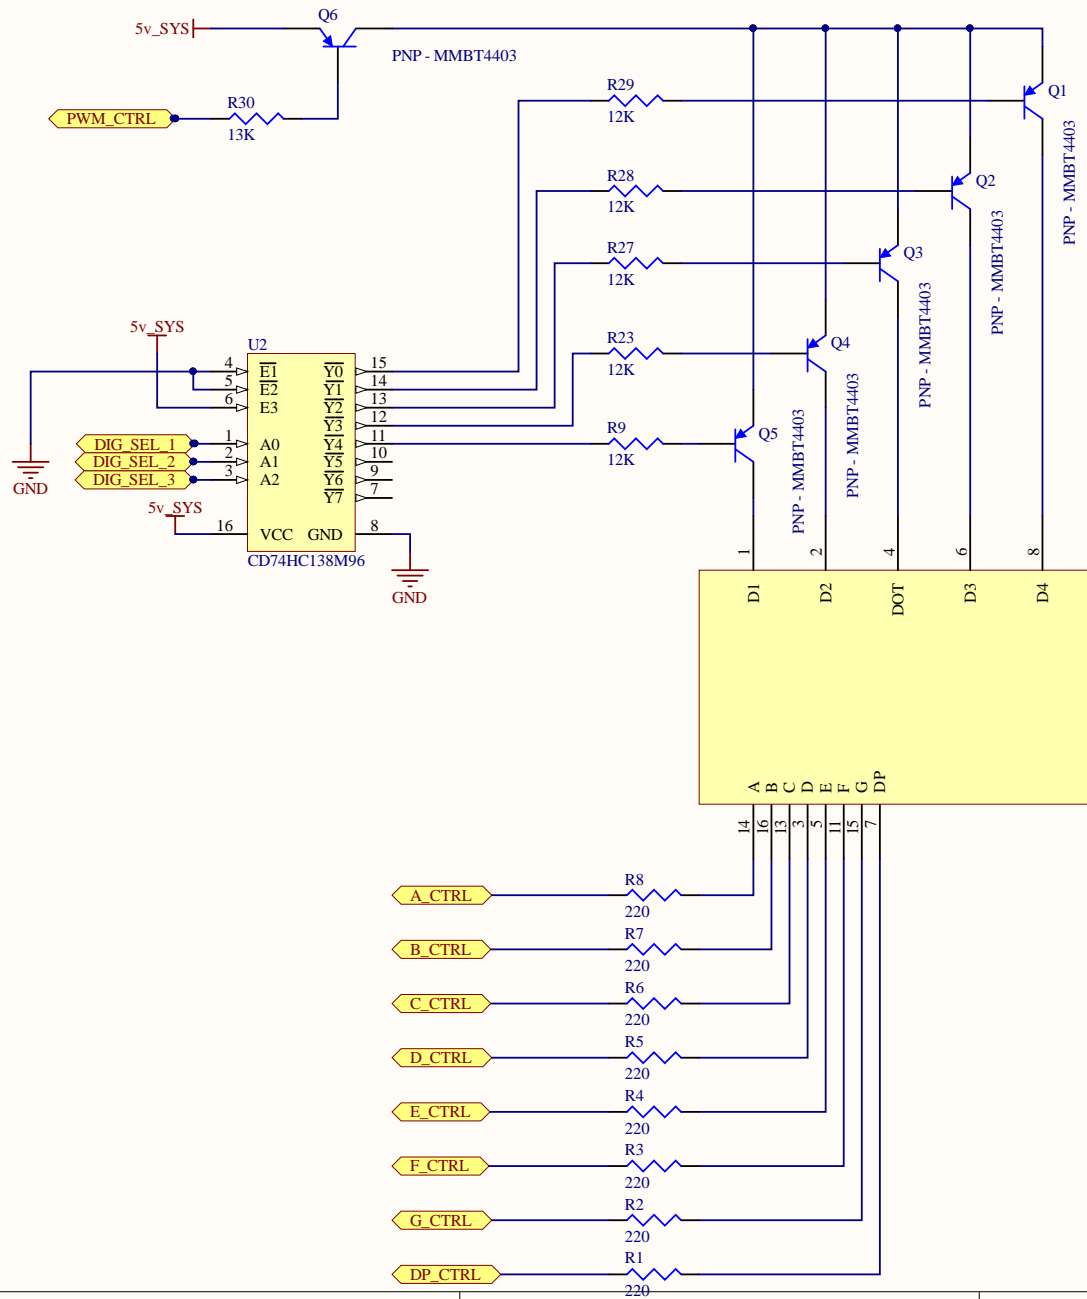 Q6
5v_SYS
PNP - MMBT4403
R30
PWM_CTRL
13K
R29
12K
Q1
PNP - MMBT4403
R28
12K
Q2
PNP - MMBT4403
R27
12K
Q3
PNP - MMBT4403
R23
12K
Q4
PNP - MMBT4403
R9
12K
Q5
PNP - MMBT4403
5v_SYS
U2
4 E1 Y0 15
5 E2 Y1 14
6 E3 Y2 13
Y3 12
DIG_SEL_1 1 A0 Y4 11
DIG_SEL_2 2 A1 Y5 10
DIG_SEL_3 3 A2 Y6 9
Y7 7
GND
5v_SYS
16 VCC GND 8
CD74HC138M96
GND
1 2 4 6 8
D1 D2 DOT D3 D4
A B C D E F G DP
14 16 13 3 5 11 15 7
R8
A_CTRL
220
R7
B_CTRL
220
R6
C_CTRL
220
R5
D_CTRL
220
R4
E_CTRL
220
R3
F_CTRL
220
R2
G_CTRL
220
R1
DP_CTRL
220